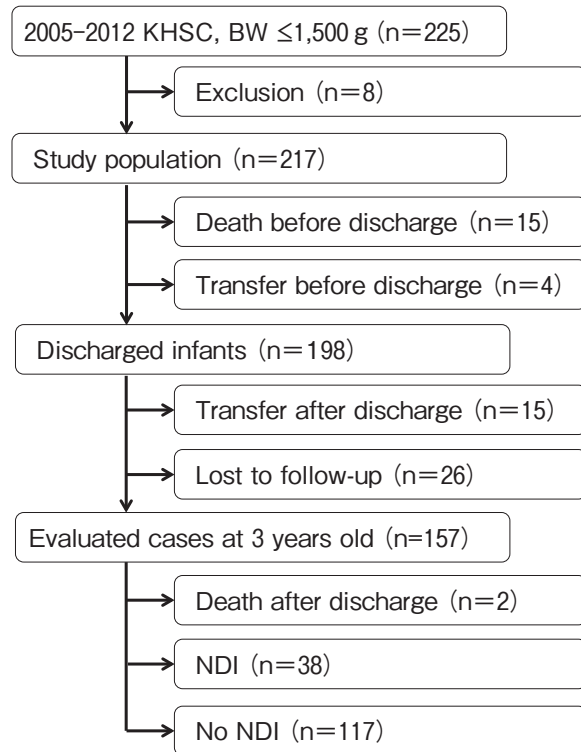 2005-2012 KHSC, BW ≤1,500 g (n=225)
Exclusion (n=8)
Study population (n=217)
Death before discharge (n=15)
Transfer before discharge (n=4)
Discharged infants (n=198)
Transfer after discharge (n=15)
Lost to follow-up (n=26)
Evaluated cases at 3 years old (n=157)
Death after discharge (n=2)
NDI (n=38)
No NDI (n=117)